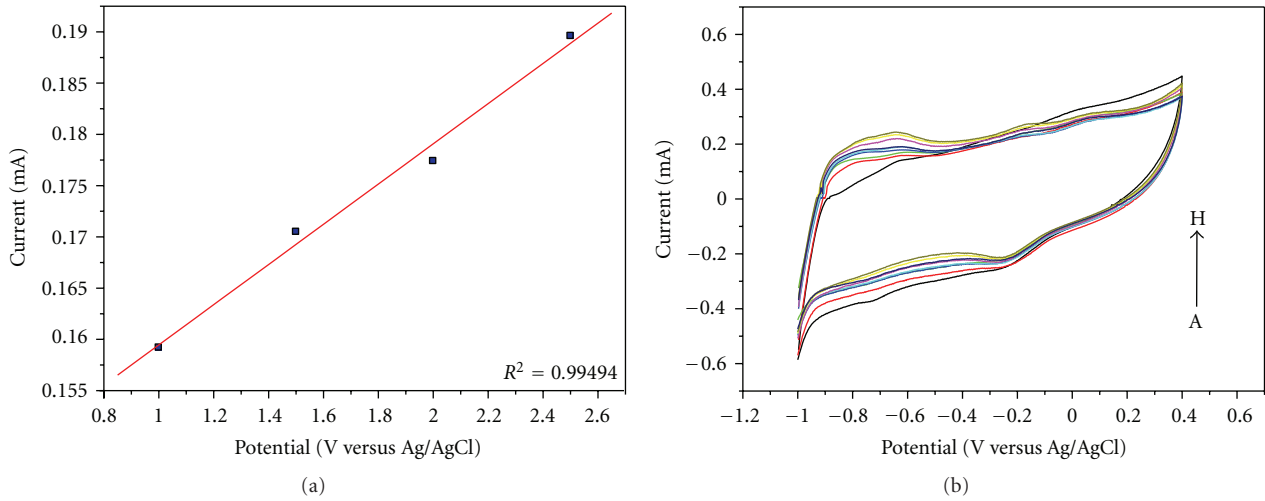 0.19
0.185
0.18
0.175
0.17
0.165
0.16
0.155
Current (mA)
0.8 1 1.2 1.4 1.6 1.8 2 2.2 2.4 2.6
Potential (V versus Ag/AgCl)
R² = 0.99494
(a)
0.6
0.4
0.2
0
−0.2
−0.4
−0.6
Current (mA)
H
A
−1.2 −1 −0.8 −0.6 −0.4 −0.2 0 0.2 0.4 0.6
Potential (V versus Ag/AgCl)
(b)